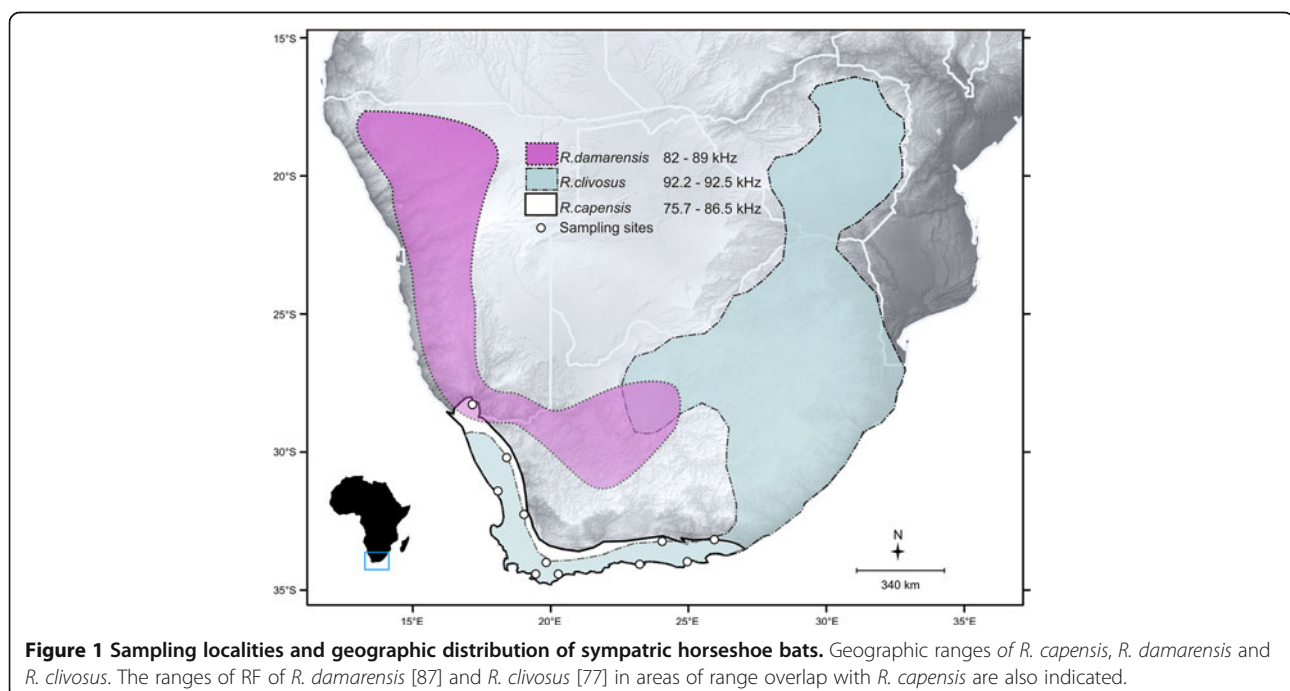 15°S
20°S
25°S
30°S
35°S
R.damarensis 82 - 89 kHz
R.clivosus 92.2 - 92.5 kHz
R.capensis 75.7 - 86.5 kHz
Sampling sites
N
340 km
15°E 20°E 25°E 30°E 35°E
Figure 1 Sampling localities and geographic distribution of sympatric horseshoe bats. Geographic ranges of R. capensis, R. damarensis and
R. clivosus. The ranges of RF of R. damarensis [87] and R. clivosus [77] in areas of range overlap with R. capensis are also indicated.